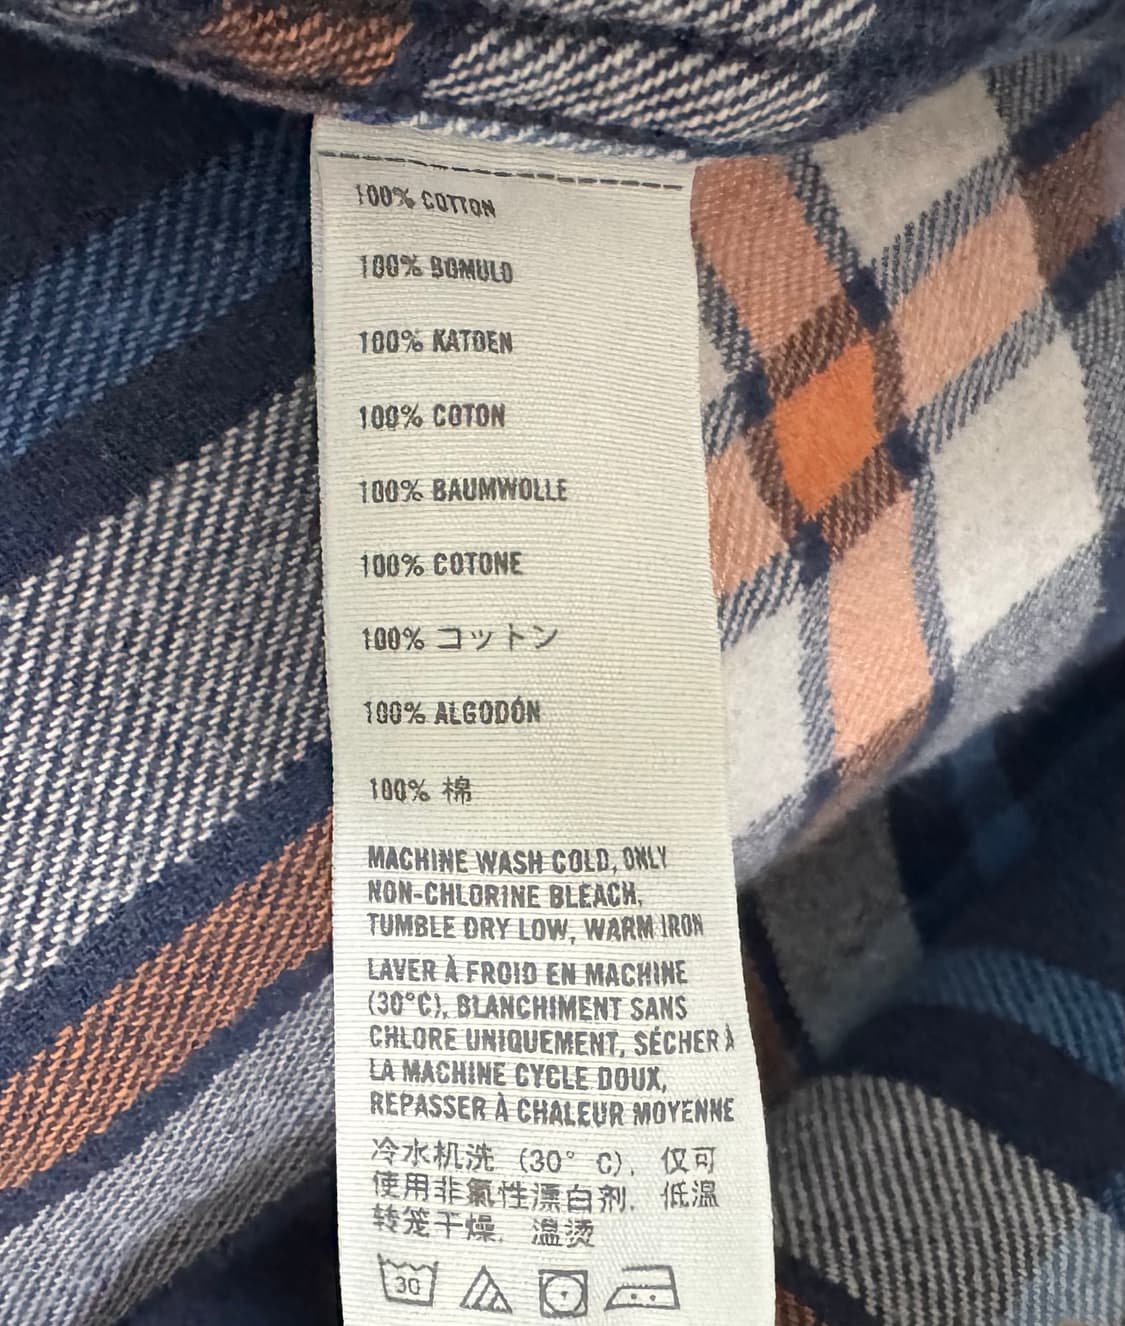 100% COTTON
100% BOMULD
100% KATOEN
100% COTON
100% BAUMWOLLE
100% COTONE
100% コットン
100% ALGODÓN
100% 棉
MACHINE WASH COLD, ONLY
NON-CHLORINE BLEACH,
TUMBLE DRY LOW, WARM IRON
LAVER À FROID EN MACHINE
(30°C), BLANCHIMENT SANS
CHLORE UNIQUEMENT, SÉCHER À
LA MACHINE CYCLE DOUX,
REPASSER À CHALEUR MOYENNE
冷水机洗 (30° C), 仅可
使用非氯性漂白剂, 低温
转笼干燥, 温烫
30